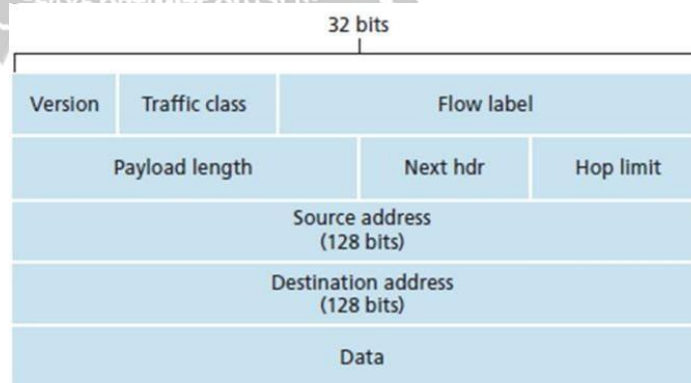 32 bits
Version Traffic class Flow label
Payload length Next hdr Hop limit
Source address
(128 bits)
Destination address
(128 bits)
Data